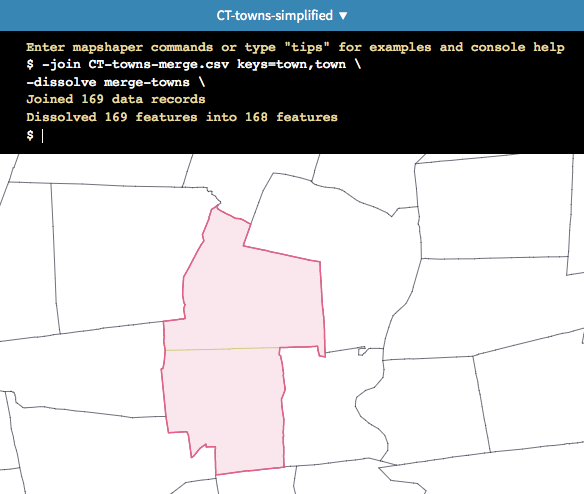 CT-towns-simplified ▼
Enter mapshaper commands or type "tips" for examples and console help
$ -join CT-towns-merge.csv keys=town,town \
-dissolve merge-towns \
Joined 169 data records
Dissolved 169 features into 168 features
$